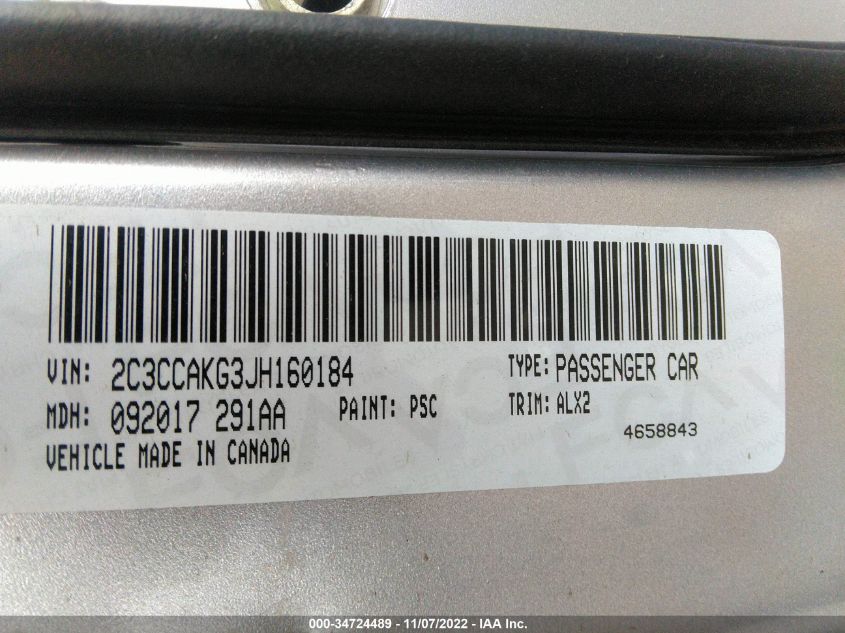 VIN: 2C3CCAKG3JH160184 TYPE: PASSENGER CAR
MDH: 092017 291AA PAINT: PSC TRIM: ALX2
4658843
VEHICLE MADE IN CANADA
000-34724489 - 11/07/2022 - IAA Inc.